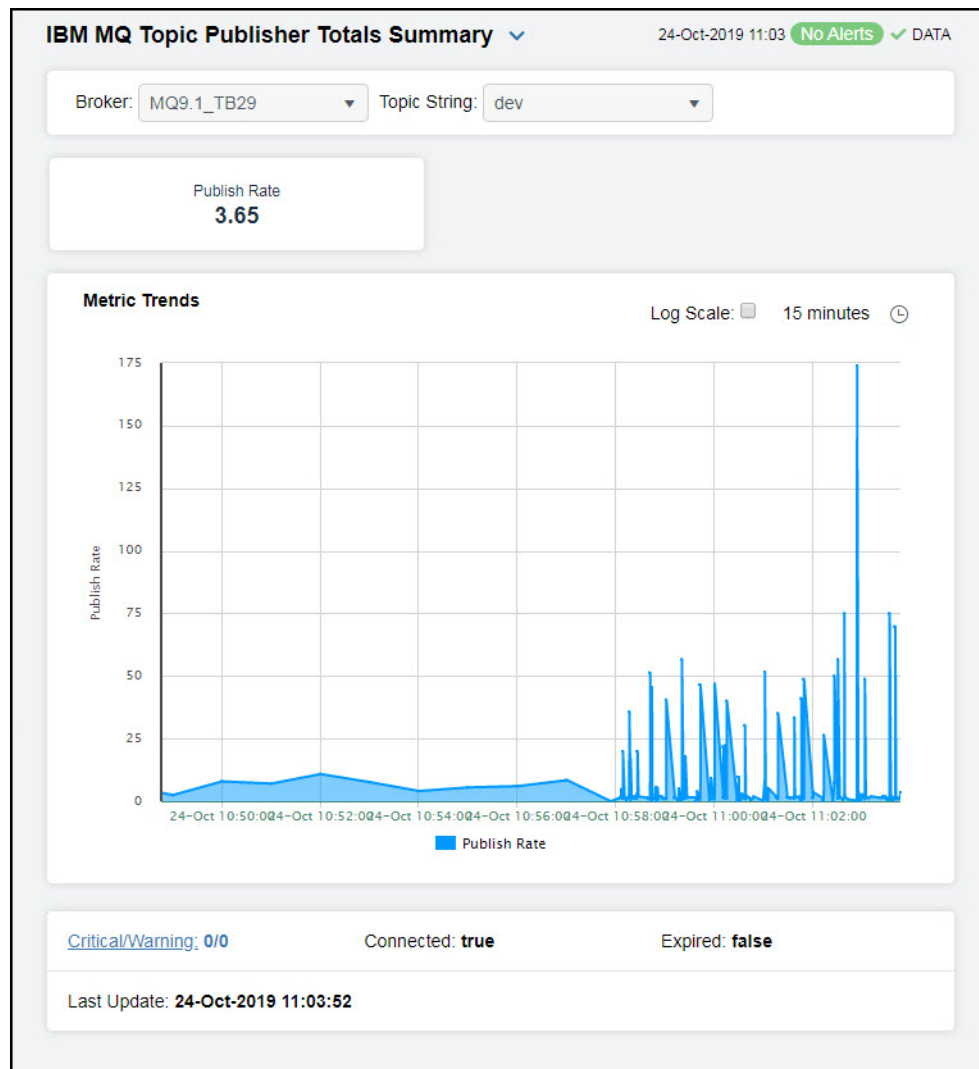 IBM MQ Topic Publisher Totals Summary 24-Oct-2019 11:03 No Alerts DATA
Broker: MQ9.1_TB29 Topic String: dev
Publish Rate
3.65
Metric Trends
Log Scale: 15 minutes
175
150
125
100
75
50
25
0
Publish Rate
24-Oct 10:50:00 24-Oct 10:52:00 24-Oct 10:54:00 24-Oct 10:56:00 24-Oct 10:58:00 24-Oct 11:00:00 24-Oct 11:02:00
Publish Rate
Critical/Warning: 0/0 Connected: true Expired: false
Last Update: 24-Oct-2019 11:03:52